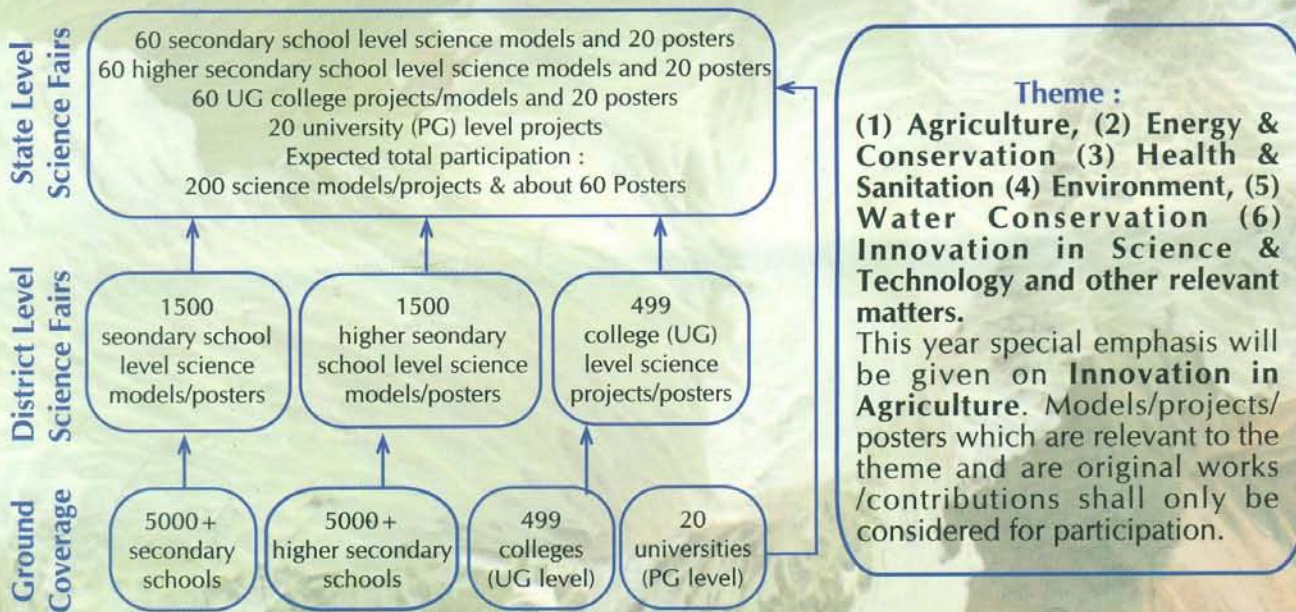 State Level
Science Fairs
60 secondary school level science models and 20 posters
60 higher secondary school level science models and 20 posters
60 UG college projects/models and 20 posters
20 university (PG) level projects
Expected total participation :
200 science models/projects & about 60 Posters
District Level
Science Fairs
1500
seondary school
level science
models/posters
1500
higher seondary
school level science
models/posters
499
college (UG)
level science
projects/posters
Ground
Coverage
5000+
secondary
schools
5000+
higher secondary
schools
499
colleges
(UG level)
20
universities
(PG level)
Theme :
(1) Agriculture, (2) Energy &
Conservation (3) Health &
Sanitation (4) Environment, (5)
Water Conservation (6)
Innovation in Science &
Technology and other relevant
matters.
This year special emphasis will
be given on Innovation in
Agriculture. Models/projects/
posters which are relevant to the
theme and are original works
/contributions shall only be
considered for participation.